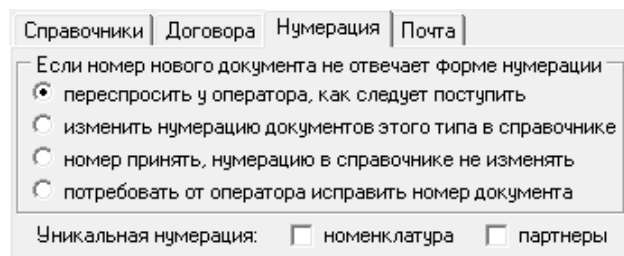 Справочники Договора Нумерация Почта
Если номер нового документа не отвечает форме нумерации
переспросить у оператора, как следует поступить
изменить нумерацию документов этого типа в справочнике
номер принять, нумерацию в справочнике не изменять
потребовать от оператора исправить номер документа
Уникальная нумерация: номенклатура партнеры